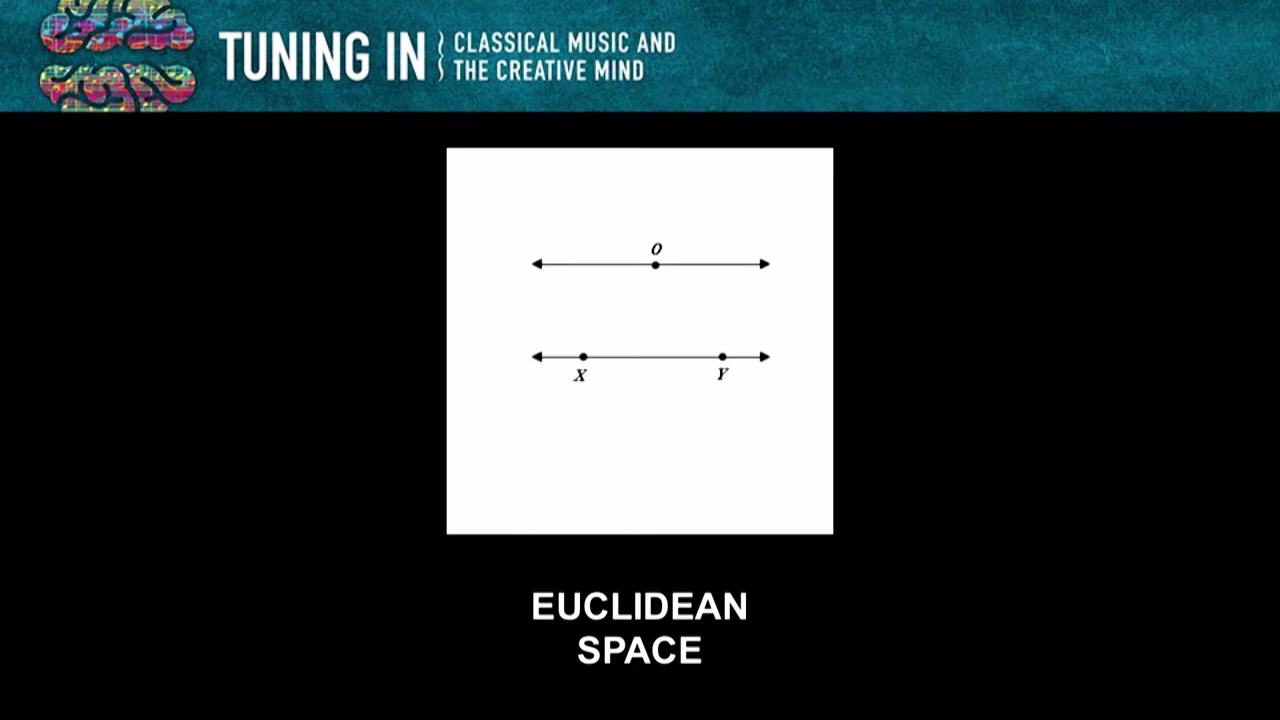 TUNING IN
CLASSICAL MUSIC AND
THE CREATIVE MIND
O
X
Y
EUCLIDEAN
SPACE